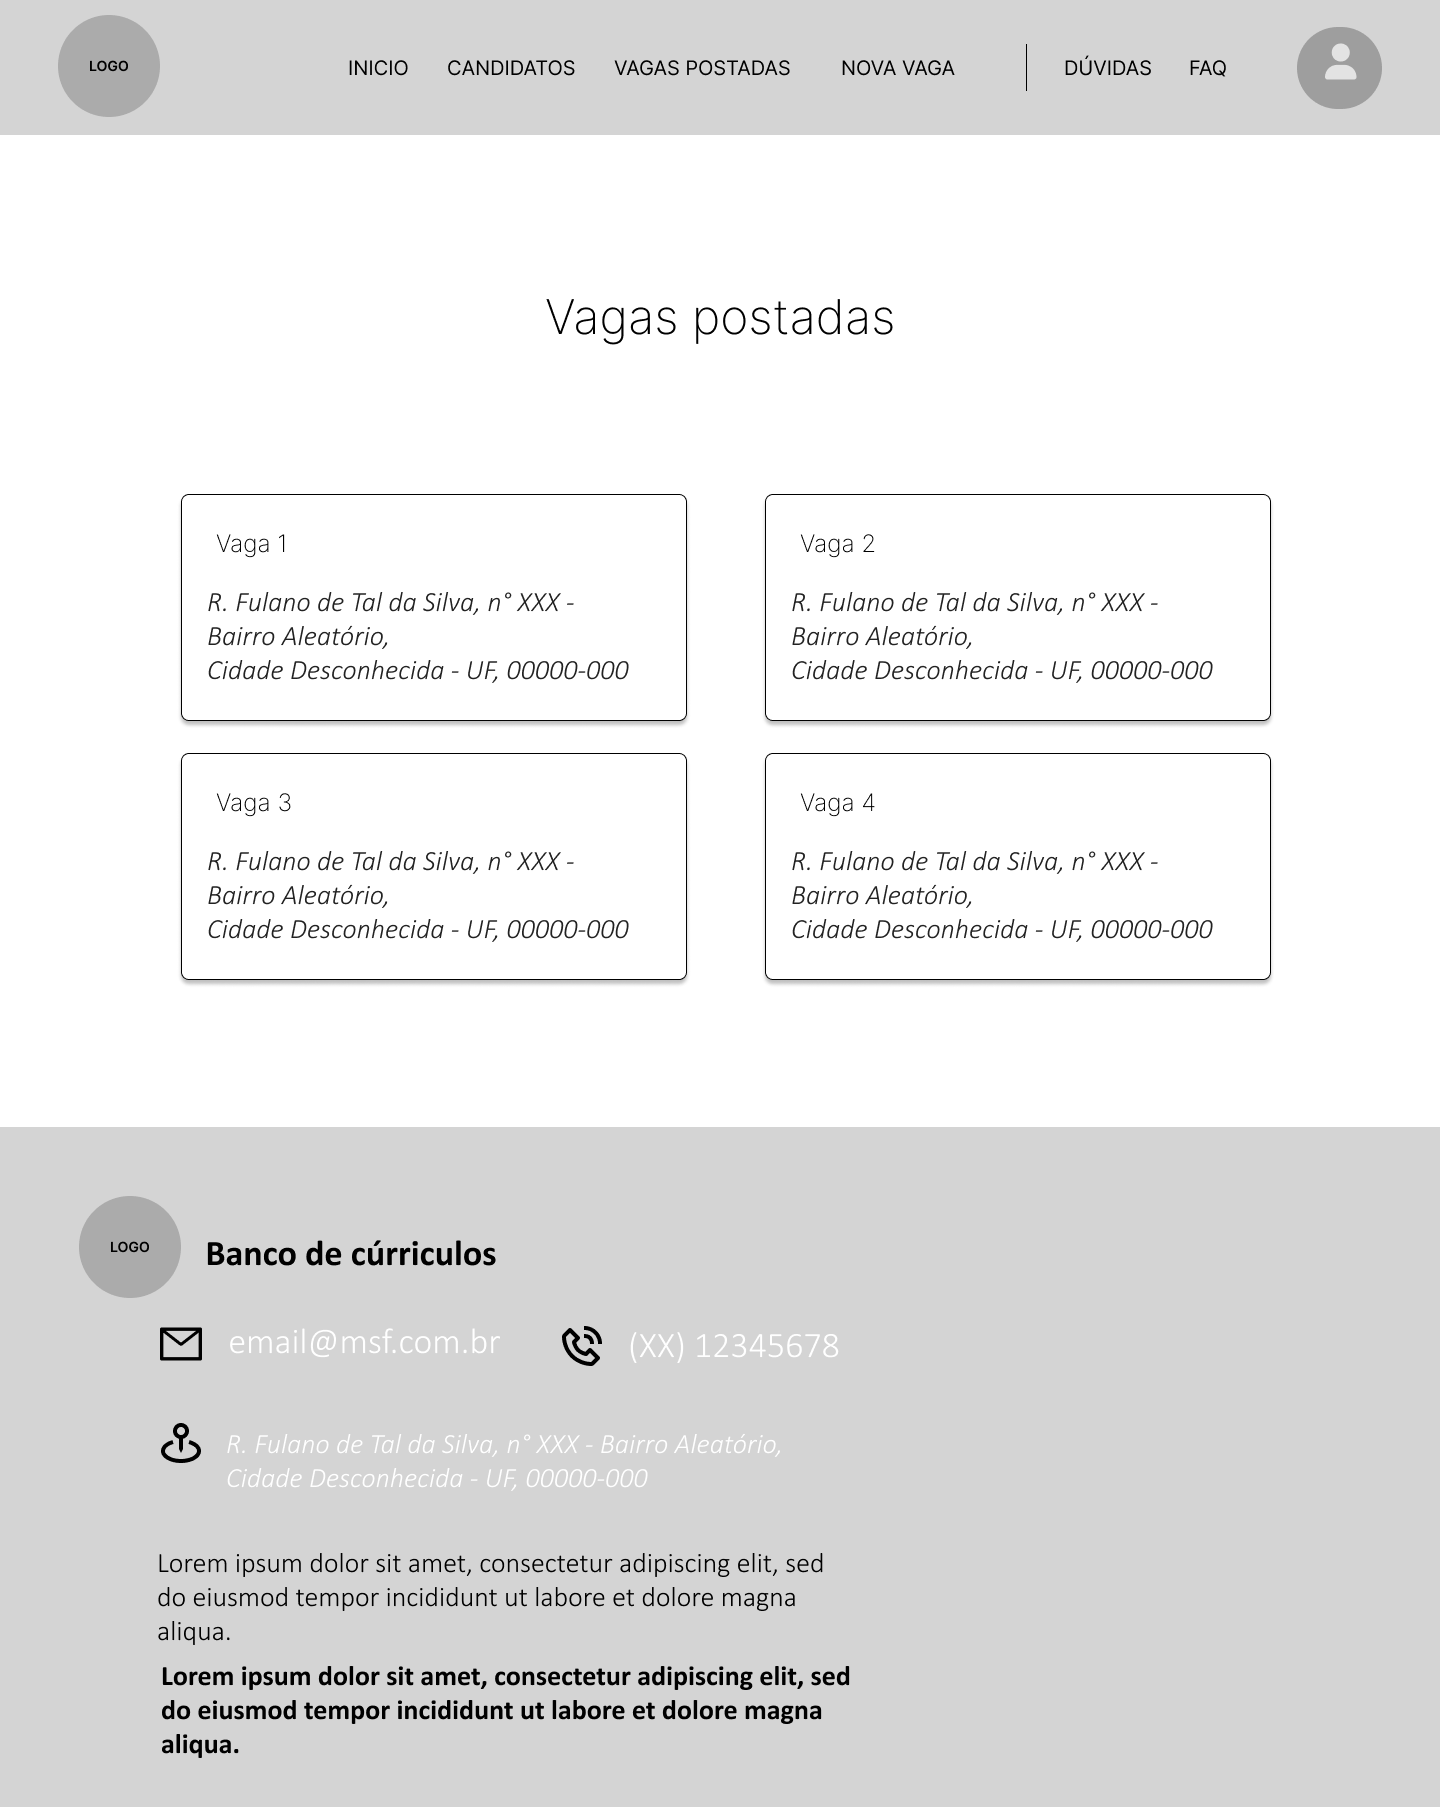 LOGO
INICIO CANDIDATOS VAGAS POSTADAS NOVA VAGA DÚVIDAS FAQ
Vagas postadas
Vaga 1
R. Fulano de Tal da Silva, n° XXX -
Bairro Aleatório,
Cidade Desconhecida - UF, 00000-000
Vaga 2
R. Fulano de Tal da Silva, n° XXX -
Bairro Aleatório,
Cidade Desconhecida - UF, 00000-000
Vaga 3
R. Fulano de Tal da Silva, n° XXX -
Bairro Aleatório,
Cidade Desconhecida - UF, 00000-000
Vaga 4
R. Fulano de Tal da Silva, n° XXX -
Bairro Aleatório,
Cidade Desconhecida - UF, 00000-000
LOGO
Banco de cúrriculos
email@msf.com.br
(XX) 12345678
R. Fulano de Tal da Silva, n° XXX - Bairro Aleatório,
Cidade Desconhecida - UF, 00000-000
Lorem ipsum dolor sit amet, consectetur adipiscing elit, sed
do eiusmod tempor incididunt ut labore et dolore magna
aliqua.
Lorem ipsum dolor sit amet, consectetur adipiscing elit, sed
do eiusmod tempor incididunt ut labore et dolore magna
aliqua.